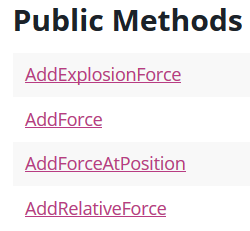 Public Methods
AddExplosionForce
AddForce
AddForceAtPosition
AddRelativeForce